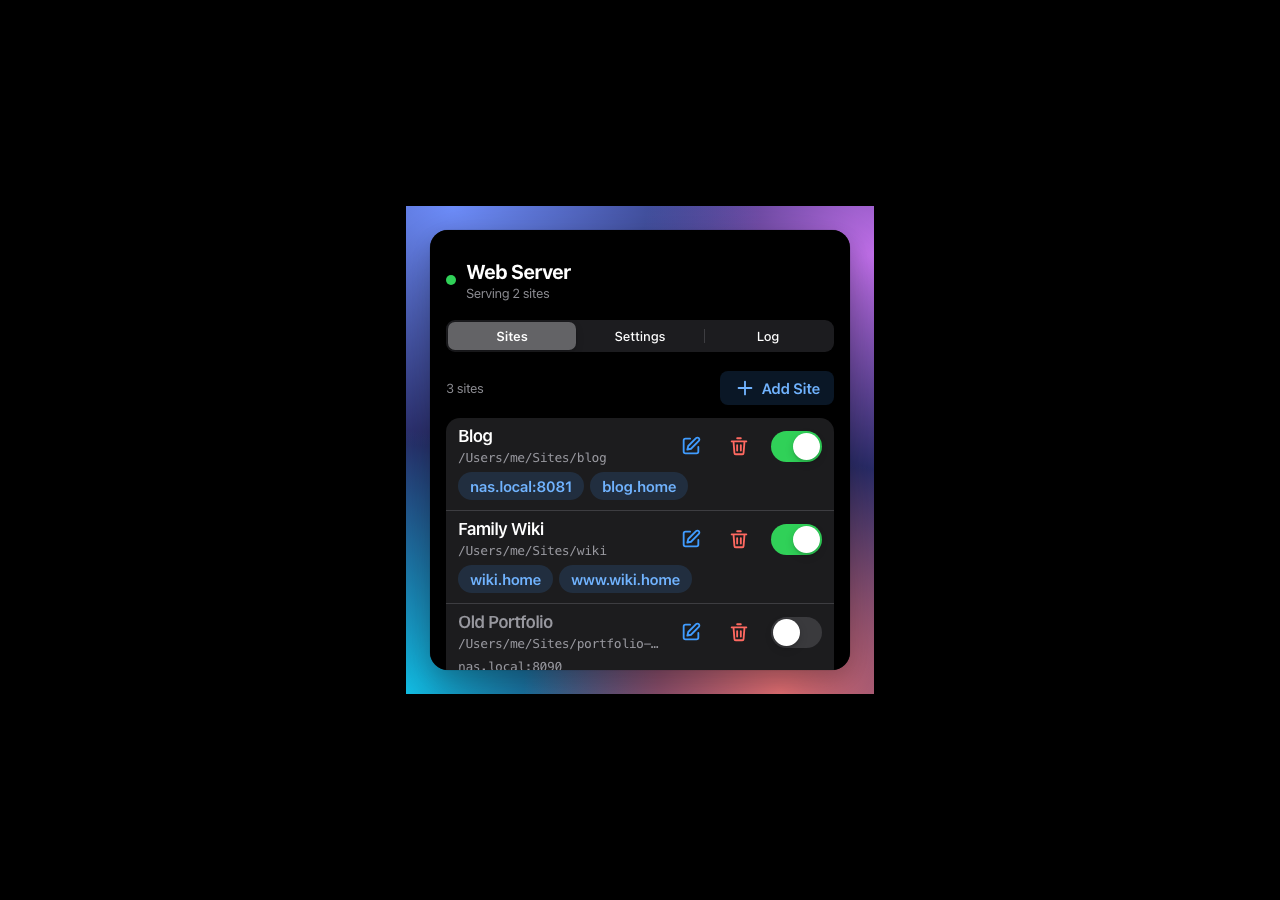 Web Server
Serving 2 sites
Sites Settings Log
3 sites Add Site
Blog
/Users/me/Sites/blog
nas.local:8081 blog.home
Family Wiki
/Users/me/Sites/wiki
wiki.home www.wiki.home
Old Portfolio
/Users/me/Sites/portfolio-…
nas.local:8090